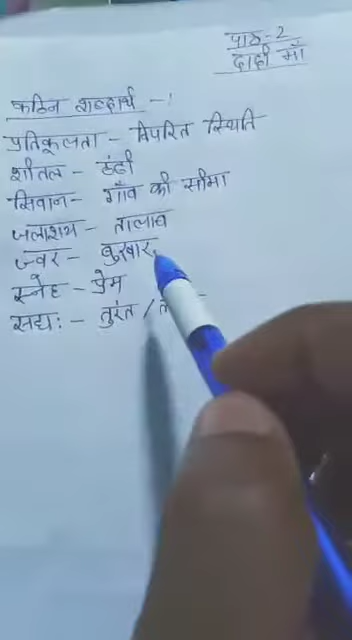 पाठ-2
दादी माँ
कठिन शब्दार्थ -:
प्रतिकूलता - विपरित स्थिति
शीतल - ठंढी
सिवान - गाँव की सीमा
जलाशय - तालाब
ज्वर - बुखार
स्नेह - प्रेम
सद्य: - तुरंत /